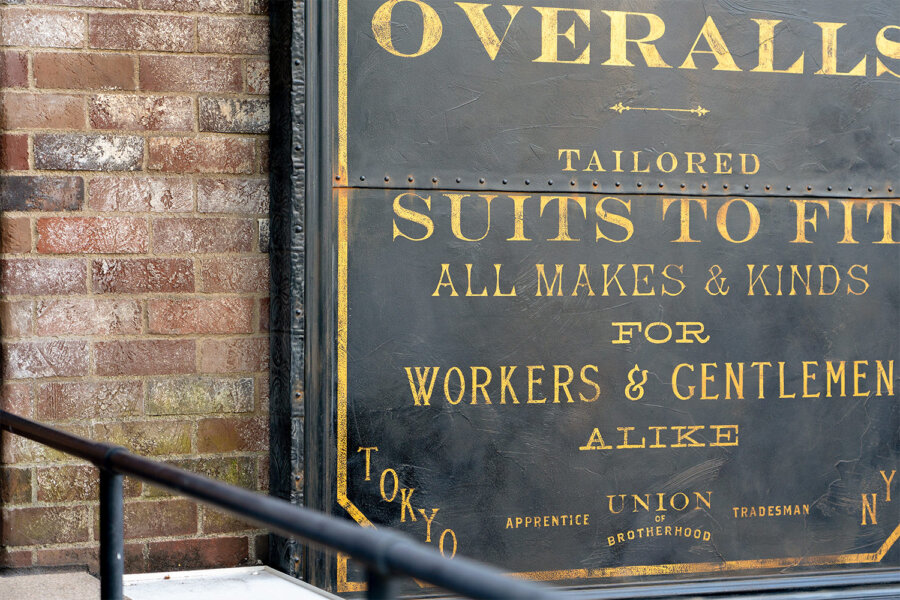 OVERALLS
TAILORED
SUITS TO FIT
ALL MAKES & KINDS
FOR
WORKERS & GENTLEMEN
ALIKE
TOKYO
APPRENTICE
UNION
OF
BROTHERHOOD
TRADESMAN
NY